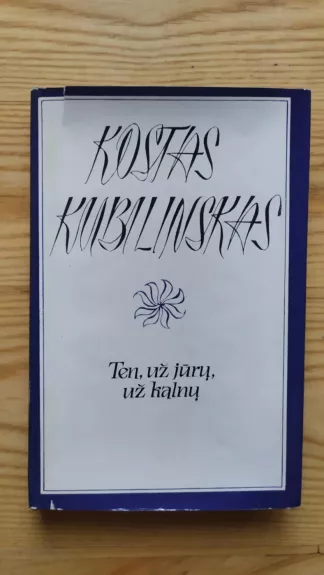 KOSTAS
KUBILINSKAS
Ten, už jūrų,
už kalnų